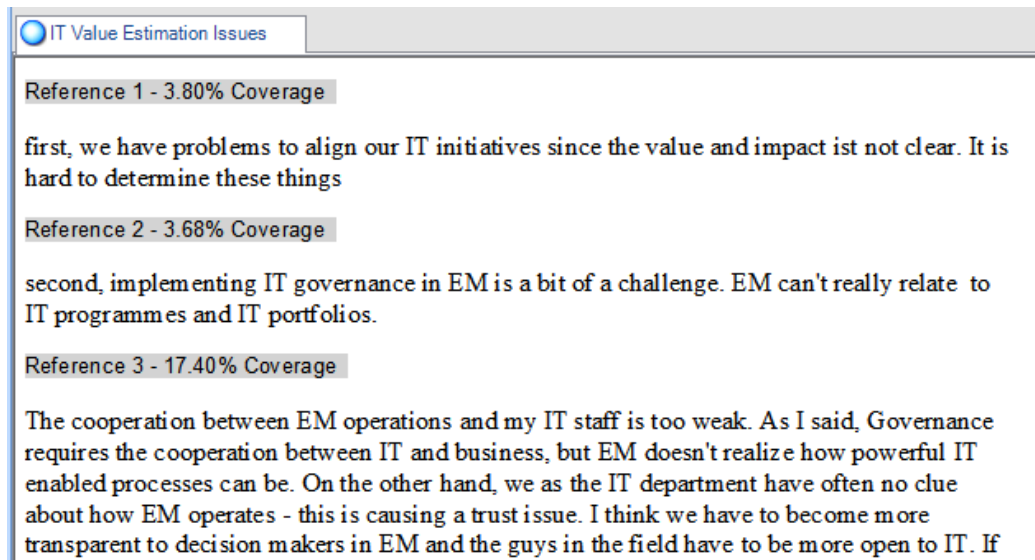 IT Value Estimation Issues
Reference 1 - 3.80% Coverage
first, we have problems to align our IT initiatives since the value and impact ist not clear. It is
hard to determine these things
Reference 2 - 3.68% Coverage
second, implementing IT governance in EM is a bit of a challenge. EM can't really relate  to
IT programmes and IT portfolios.
Reference 3 - 17.40% Coverage
The cooperation between EM operations and my IT staff is too weak. As I said, Governance
requires the cooperation between IT and business, but EM doesn't realize how powerful IT
enabled processes can be. On the other hand, we as the IT department have often no clue
about how EM operates - this is causing a trust issue. I think we have to become more
transparent to decision makers in EM and the guys in the field have to be more open to IT. If